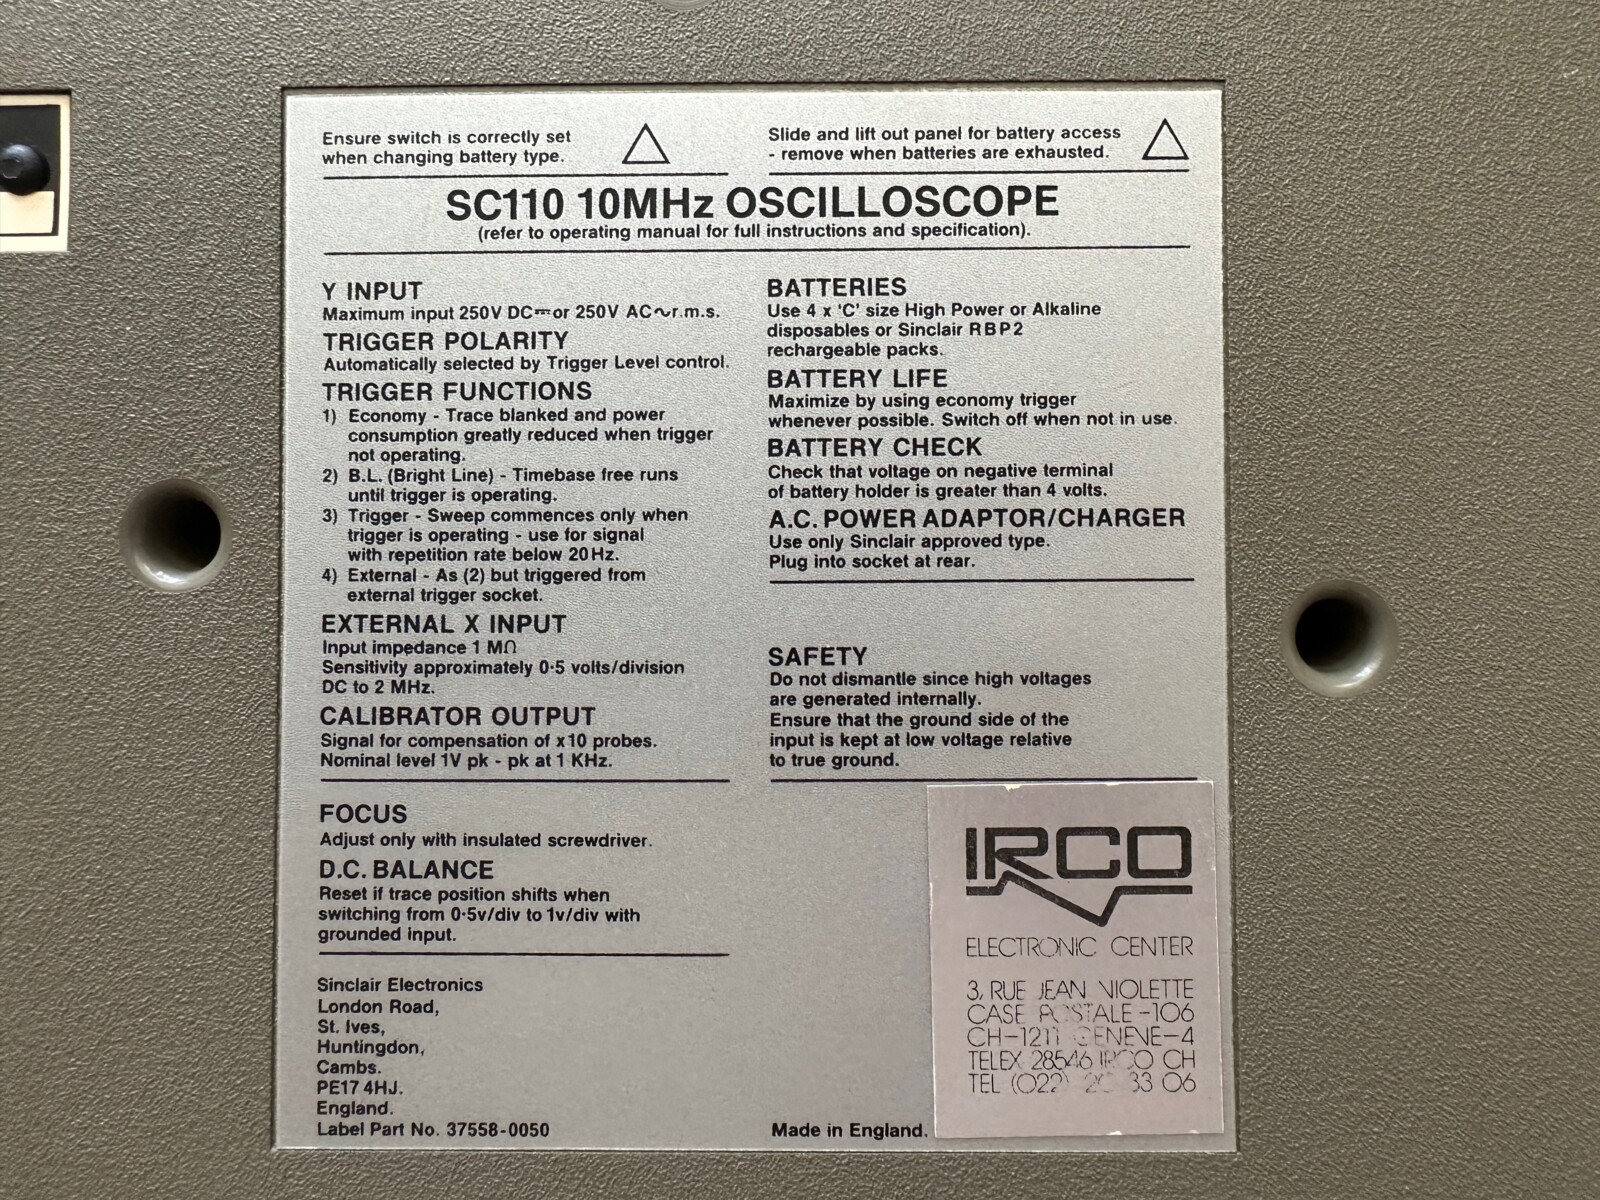 Ensure switch is correctly set
when changing battery type.
Slide and lift out panel for battery access
- remove when batteries are exhausted.
SC110 10MHz OSCILLOSCOPE
(refer to operating manual for full instructions and specification).
Y INPUT
Maximum input 250V DC⎓or 250V AC∿r.m.s.
TRIGGER POLARITY
Automatically selected by Trigger Level control.
TRIGGER FUNCTIONS
1) Economy - Trace blanked and power
consumption greatly reduced when trigger
not operating.
2) B.L. (Bright Line) - Timebase free runs
until trigger is operating.
3) Trigger - Sweep commences only when
trigger is operating - use for signal
with repetition rate below 20Hz.
4) External - As (2) but triggered from
external trigger socket.
EXTERNAL X INPUT
Input impedance 1 MΩ
Sensitivity approximately 0·5 volts/division
DC to 2 MHz.
CALIBRATOR OUTPUT
Signal for compensation of x10 probes.
Nominal level 1V pk - pk at 1 KHz.
FOCUS
Adjust only with insulated screwdriver.
D.C. BALANCE
Reset if trace position shifts when
switching from 0·5v/div to 1v/div with
grounded input.
Sinclair Electronics
London Road,
St. Ives,
Huntingdon,
Cambs.
PE17 4HJ.
England.
Label Part No. 37558-0050
BATTERIES
Use 4 x 'C' size High Power or Alkaline
disposables or Sinclair RBP2
rechargeable packs.
BATTERY LIFE
Maximize by using economy trigger
whenever possible. Switch off when not in use.
BATTERY CHECK
Check that voltage on negative terminal
of battery holder is greater than 4 volts.
A.C. POWER ADAPTOR/CHARGER
Use only Sinclair approved type.
Plug into socket at rear.
SAFETY
Do not dismantle since high voltages
are generated internally.
Ensure that the ground side of the
input is kept at low voltage relative
to true ground.
Made in England.
IRCO
ELECTRONIC CENTER
3, RUE JEAN VIOLETTE
CASE POSTALE-106
CH-1211 GENEVE-4
TELEX 28546 IRCO CH
TEL (022) 33 06